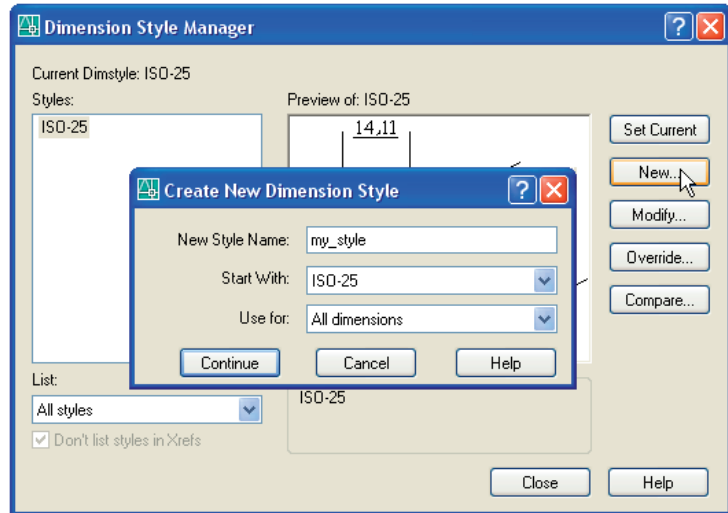 Dimension Style Manager
Current Dimstyle: ISO-25
Styles:
Preview of: ISO-25
ISO-25
14,11
Set Current
New...
Modify...
Override...
Compare...
Create New Dimension Style
New Style Name:
my_style
Start With:
ISO-25
Use for:
All dimensions
Continue
Cancel
Help
List:
All styles
ISO-25
Don't list styles in Xrefs
Close
Help